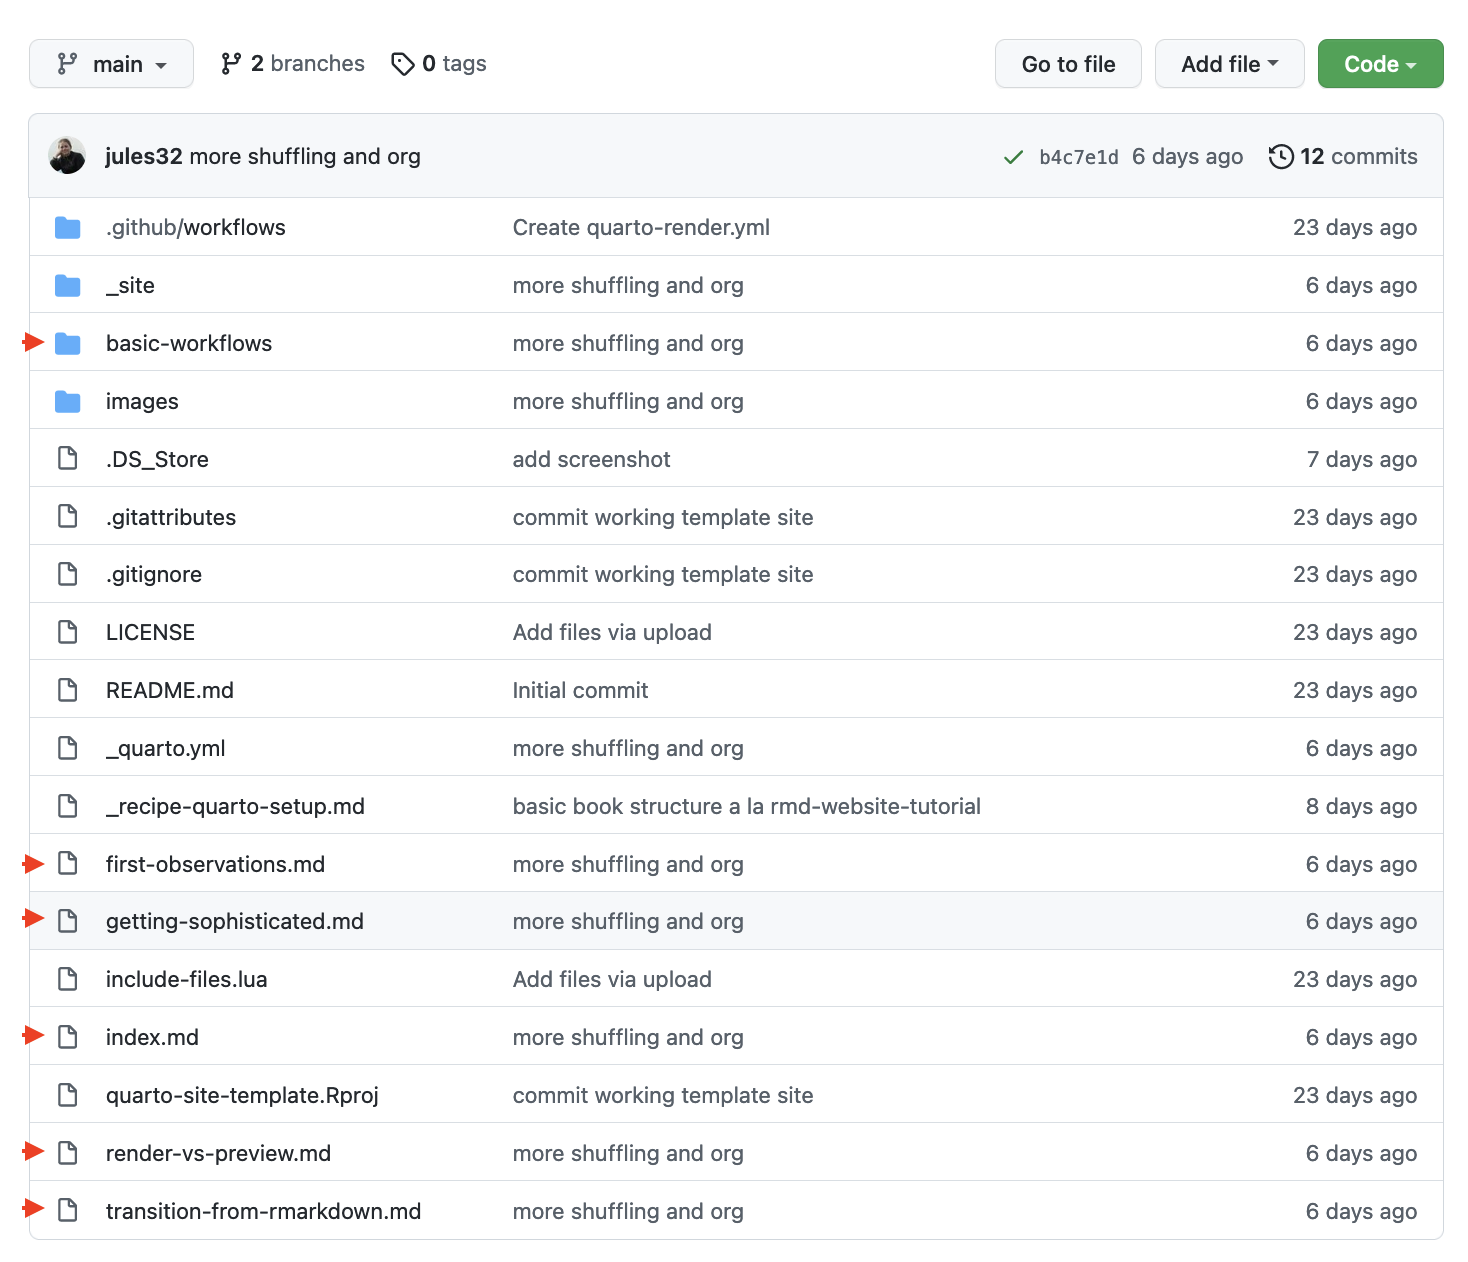 main 2 branches 0 tags Go to file Add file Code
jules32 more shuffling and org b4c7e1d 6 days ago 12 commits
.github/workflows Create quarto-render.yml 23 days ago
_site more shuffling and org 6 days ago
basic-workflows more shuffling and org 6 days ago
images more shuffling and org 6 days ago
.DS_Store add screenshot 7 days ago
.gitattributes commit working template site 23 days ago
.gitignore commit working template site 23 days ago
LICENSE Add files via upload 23 days ago
README.md Initial commit 23 days ago
_quarto.yml more shuffling and org 6 days ago
_recipe-quarto-setup.md basic book structure a la rmd-website-tutorial 8 days ago
first-observations.md more shuffling and org 6 days ago
getting-sophisticated.md more shuffling and org 6 days ago
include-files.lua Add files via upload 23 days ago
index.md more shuffling and org 6 days ago
quarto-site-template.Rproj commit working template site 23 days ago
render-vs-preview.md more shuffling and org 6 days ago
transition-from-rmarkdown.md more shuffling and org 6 days ago